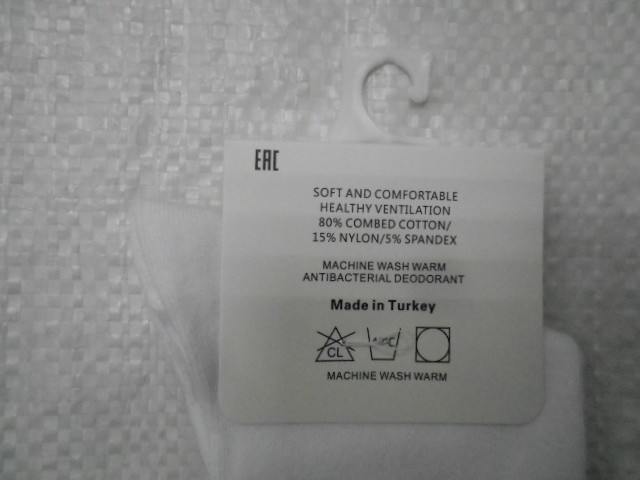 EAC
SOFT AND COMFORTABLE
HEALTHY VENTILATION
80% COMBED COTTON/
15% NYLON/5% SPANDEX
MACHINE WASH WARM
ANTIBACTERIAL DEODORANT
Made in Turkey
CL
MACHINE WASH WARM